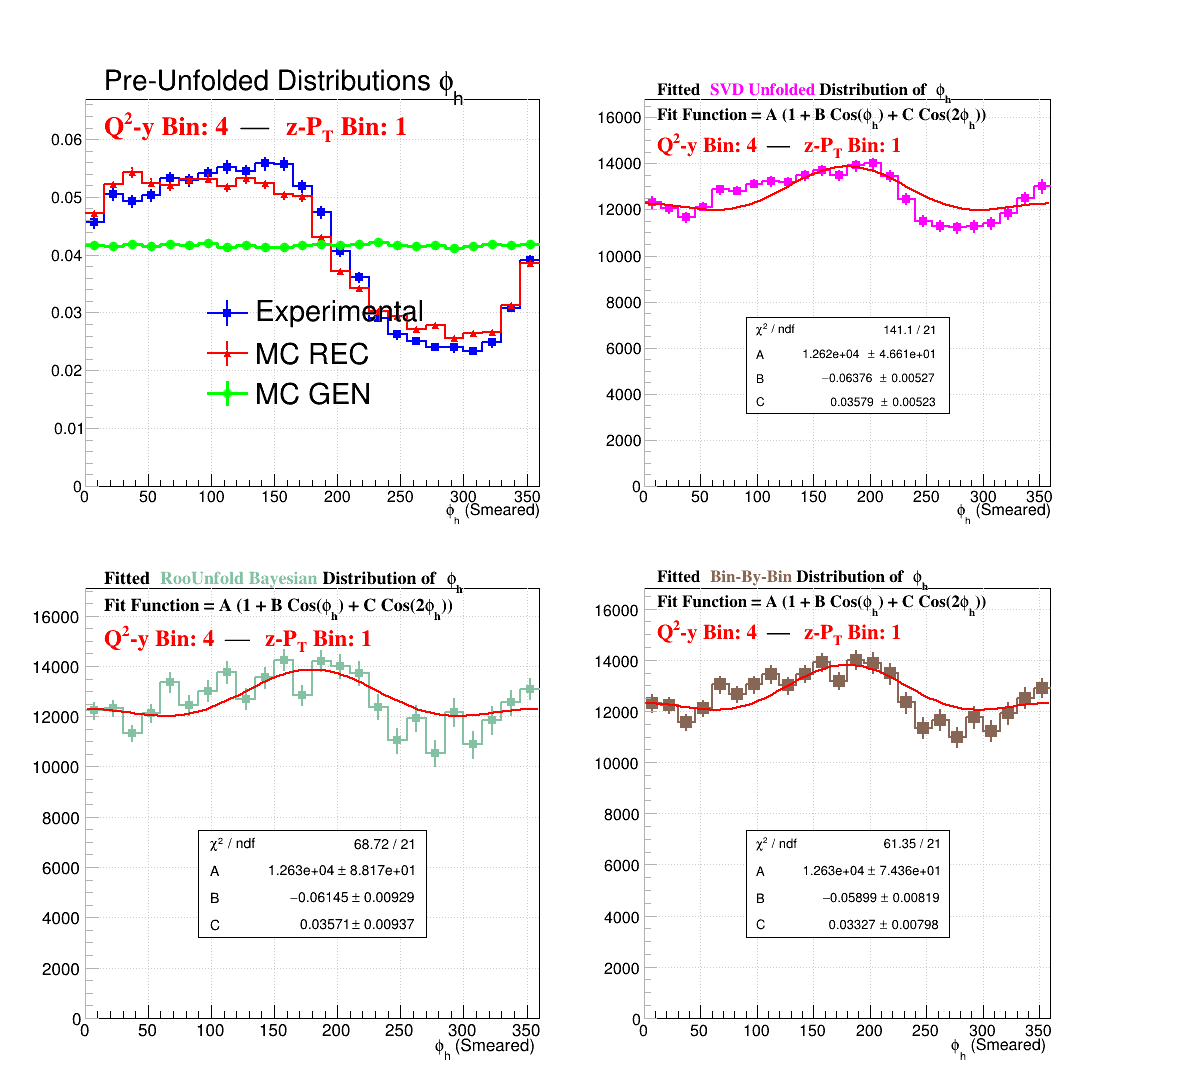 Pre-Unfolded Distributions ϕh
Q²-y Bin: 4 — z-PT Bin: 1
0.06
0.05
0.04
0.03
0.02
0.01
0
Experimental
MC REC
MC GEN
0 50 100 150 200 250 300 350
ϕh (Smeared)
Fitted SVD Unfolded Distribution of ϕh
Fit Function = A (1 + B Cos(ϕh) + C Cos(2ϕh))
Q²-y Bin: 4 — z-PT Bin: 1
16000
14000
12000
10000
8000
6000
4000
2000
0
χ² / ndf 141.1 / 21
A 1.262e+04 ± 4.661e+01
B −0.06376 ± 0.00527
C 0.03579 ± 0.00523
0 50 100 150 200 250 300 350
ϕh (Smeared)
Fitted RooUnfold Bayesian Distribution of ϕh
Fit Function = A (1 + B Cos(ϕh) + C Cos(2ϕh))
Q²-y Bin: 4 — z-PT Bin: 1
16000
14000
12000
10000
8000
6000
4000
2000
0
χ² / ndf 68.72 / 21
A 1.263e+04 ± 8.817e+01
B −0.06145 ± 0.00929
C 0.03571 ± 0.00937
0 50 100 150 200 250 300 350
ϕh (Smeared)
Fitted Bin-By-Bin Distribution of ϕh
Fit Function = A (1 + B Cos(ϕh) + C Cos(2ϕh))
Q²-y Bin: 4 — z-PT Bin: 1
16000
14000
12000
10000
8000
6000
4000
2000
0
χ² / ndf 61.35 / 21
A 1.263e+04 ± 7.436e+01
B −0.05899 ± 0.00819
C 0.03327 ± 0.00798
0 50 100 150 200 250 300 350
ϕh (Smeared)